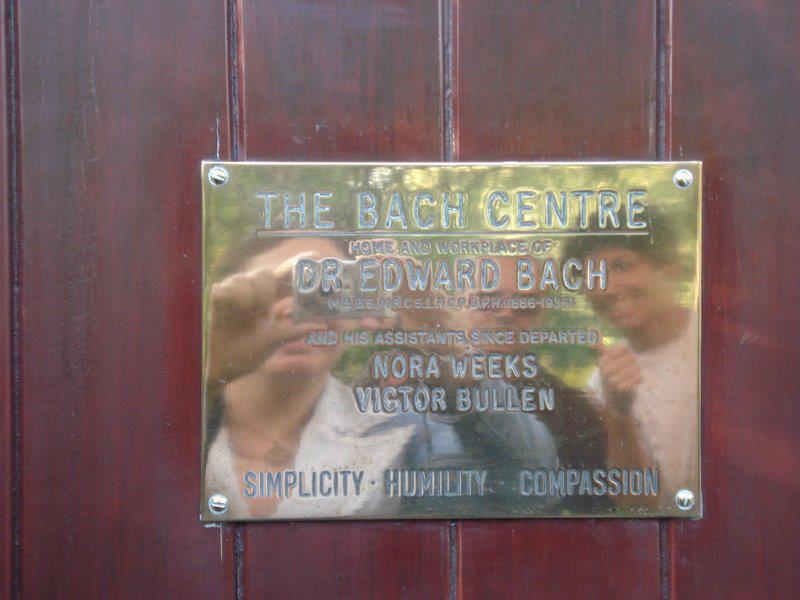 THE BACH CENTRE
HOME AND WORKPLACE OF
DR. EDWARD BACH
M.B.B.S.M.R.C.S.L.R.C.P.D.P.H.(1886-1936)
AND HIS ASSISTANTS, SINCE DEPARTED
NORA WEEKS
VICTOR BULLEN
SIMPLICITY · HUMILITY · COMPASSION